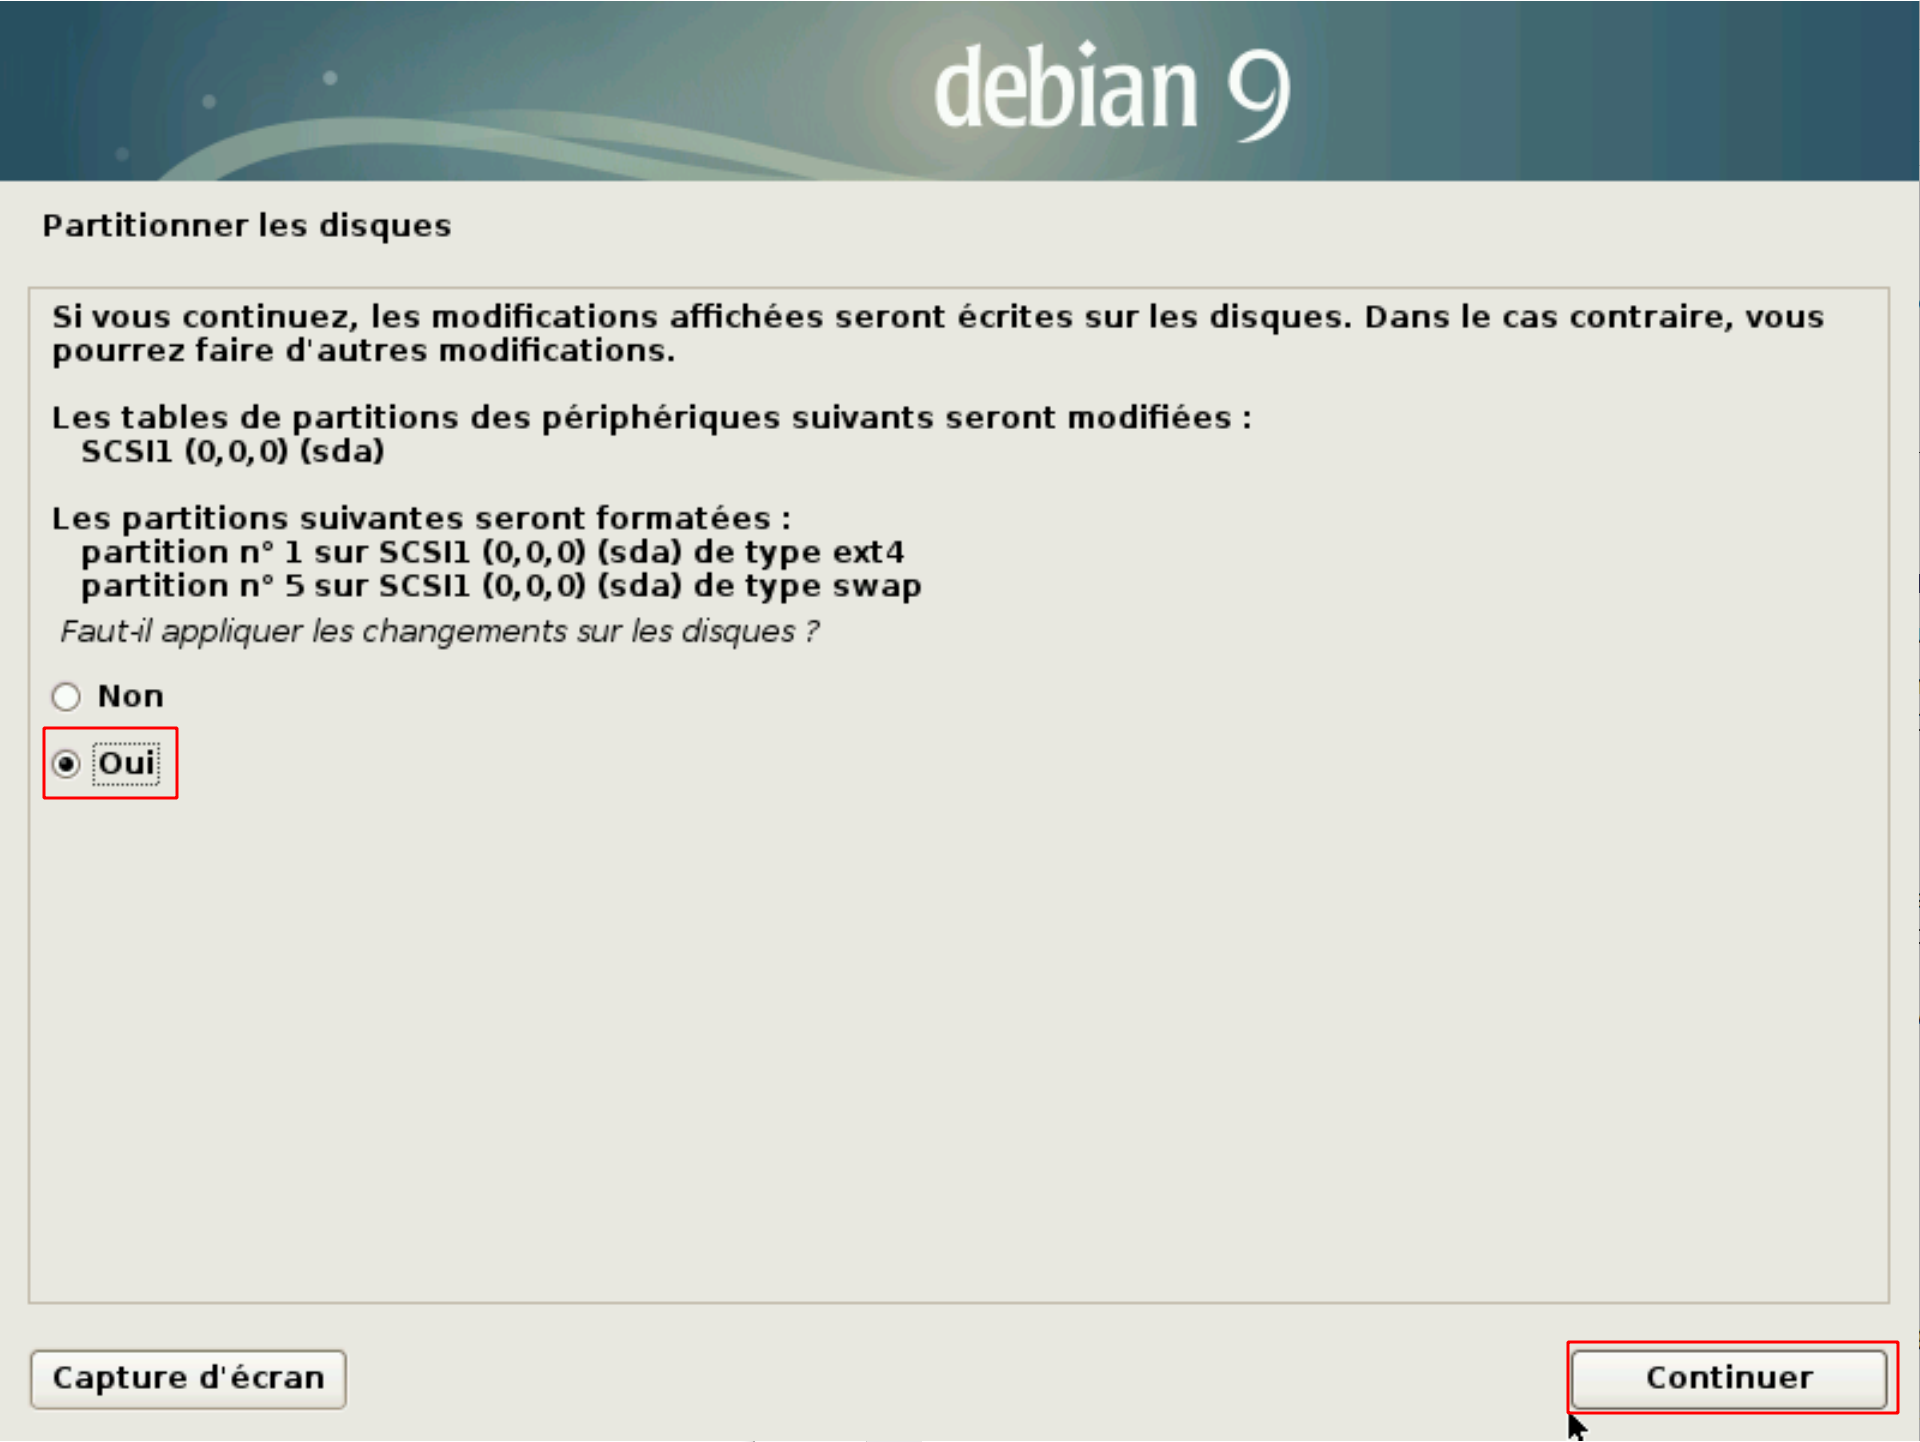 debian 9
Partitionner les disques
Si vous continuez, les modifications affichées seront écrites sur les disques. Dans le cas contraire, vous
pourrez faire d'autres modifications.
Les tables de partitions des périphériques suivants seront modifiées :
SCSI1 (0,0,0) (sda)
Les partitions suivantes seront formatées :
partition n° 1 sur SCSI1 (0,0,0) (sda) de type ext4
partition n° 5 sur SCSI1 (0,0,0) (sda) de type swap
Faut-il appliquer les changements sur les disques ?
Non
Oui
Capture d'écran
Continuer